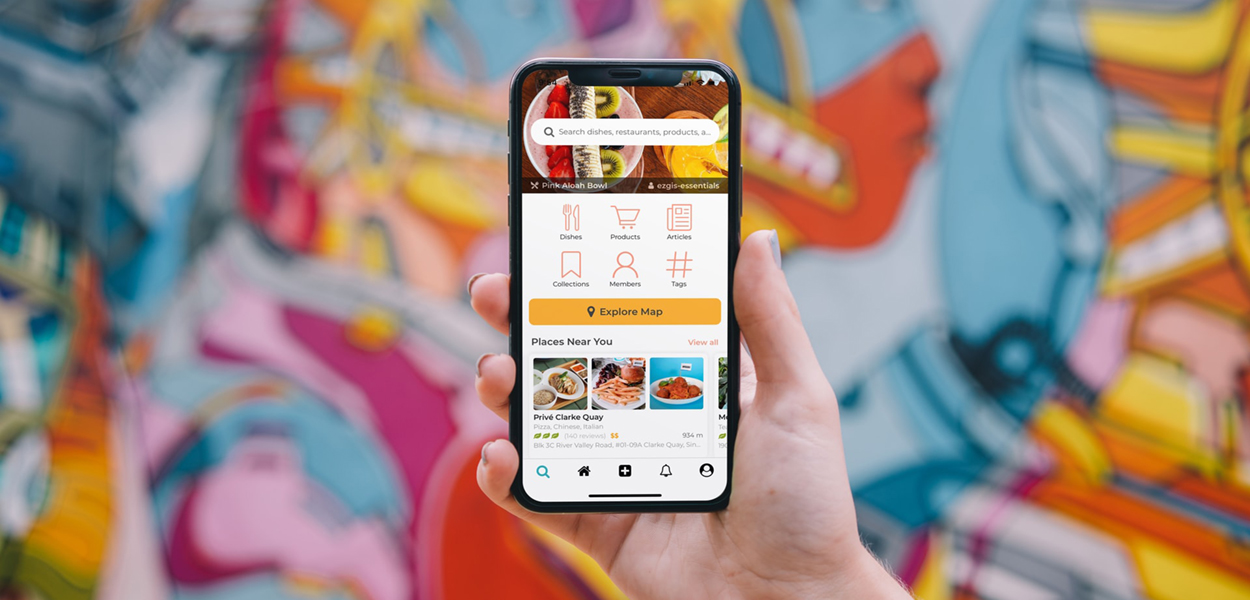 Search dishes, restaurants, products, a...
Pink Aloah Bowl
ezgis-essentials
Dishes
Products
Articles
Collections
Members
Tags
Explore Map
Places Near You
View all
Privé Clarke Quay
Pizza, Chinese, Italian
(140 reviews) $$
934 m
Blk 3C River Valley Road, #01-09A Clarke Quay, Sin...